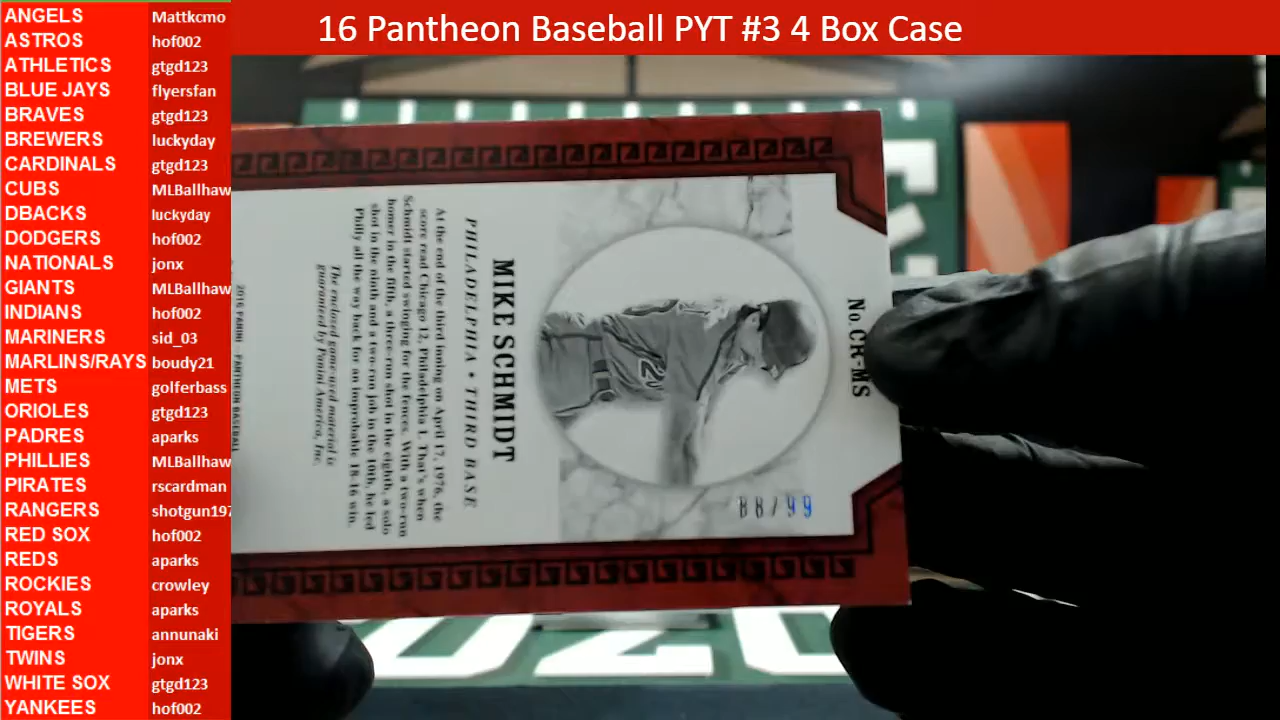 16 Pantheon Baseball PYT #3 4 Box Case
ANGELS Mattkcmo
ASTROS hof002
ATHLETICS gtgd123
BLUE JAYS flyersfan
BRAVES gtgd123
BREWERS luckyday
CARDINALS gtgd123
CUBS MLBallhaw
DBACKS luckyday
DODGERS hof002
NATIONALS jonx
GIANTS MLBallhaw
INDIANS hof002
MARINERS sid_03
MARLINS/RAYS boudy21
METS golferbass
ORIOLES gtgd123
PADRES aparks
PHILLIES MLBallhaw
PIRATES rscardman
RANGERS shotgun197
RED SOX hof002
REDS aparks
ROCKIES crowley
ROYALS aparks
TIGERS annunaki
TWINS jonx
WHITE SOX gtgd123
YANKEES hof002
No. CR-MS
88/99
20
MIKE SCHMIDT
PHILADELPHIA • THIRD BASE
At the end of the third inning on April 17, 1976, the
score read Chicago 12, Philadelphia 1. That's when
Schmidt started swinging for the fences. With a two-run
homer in the fifth, a three-run shot in the eighth, a solo
shot in the ninth and a two-run job in the 10th, he led
Philly all the way back for an improbable 18-16 win.
The enclosed game-used material is
guaranteed by Panini America, Inc.
2016 PANINI - PANTHEON BASEBALL